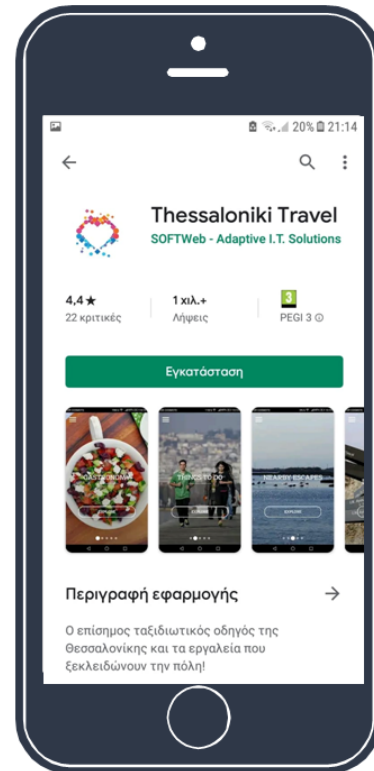 20% 21:14
Thessaloniki Travel
SOFTWeb - Adaptive I.T. Solutions
4,4★ 1 χιλ.+ 3
22 κριτικές Λήψεις PEGI 3
Εγκατάσταση
GASTRONOMY THINGS TO DO NEARBY ESCAPES
EXPLORE
Περιγραφή εφαρμογής
Ο επίσημος ταξιδιωτικός οδηγός της
Θεσσαλονίκης και τα εργαλεία που
ξεκλειδώνουν την πόλη!